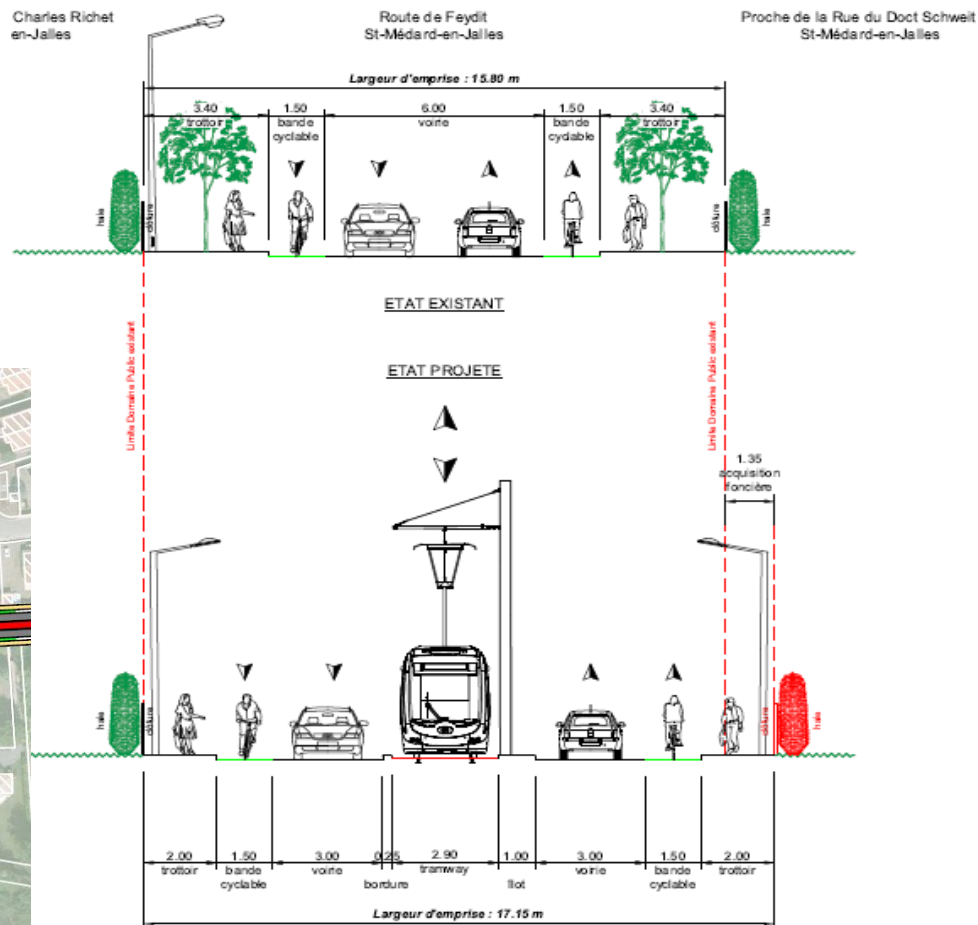 Charles Richet
en-Jalles
Route de Feydit
St-Médard-en-Jalles
Proche de la Rue du Doct Schweit
St-Médard-en-Jalles
Largeur d'emprise : 15.80 m
3.40
trottoir
1.50
bande
cyclable
6.00
voirie
1.50
bande
cyclable
3.40
trottoir
haie
clôture
clôture
haie
ETAT EXISTANT
Limite Domaine Public existant
Limite Domaine Public existant
ETAT PROJETE
1.35
acquisition
foncière
haie
clôture
clôture
haie
2.00
trottoir
1.50
bande
cyclable
3.00
voirie
0.25
bordure
2.90
tramway
1.00
îlot
3.00
voirie
1.50
bande
cyclable
2.00
trottoir
Largeur d'emprise : 17.15 m